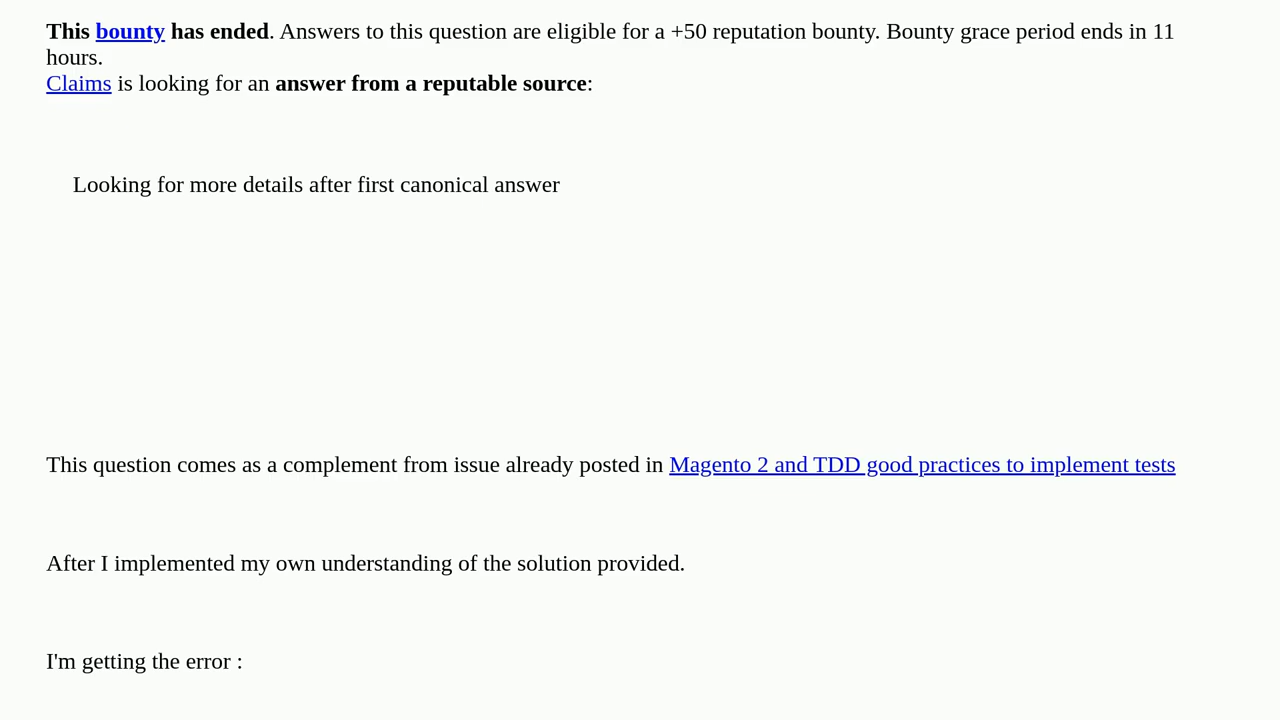 This bounty has ended. Answers to this question are eligible for a +50 reputation bounty. Bounty grace period ends in 11
hours.
Claims is looking for an answer from a reputable source:
Looking for more details after first canonical answer
This question comes as a complement from issue already posted in Magento 2 and TDD good practices to implement tests
After I implemented my own understanding of the solution provided.
I'm getting the error :